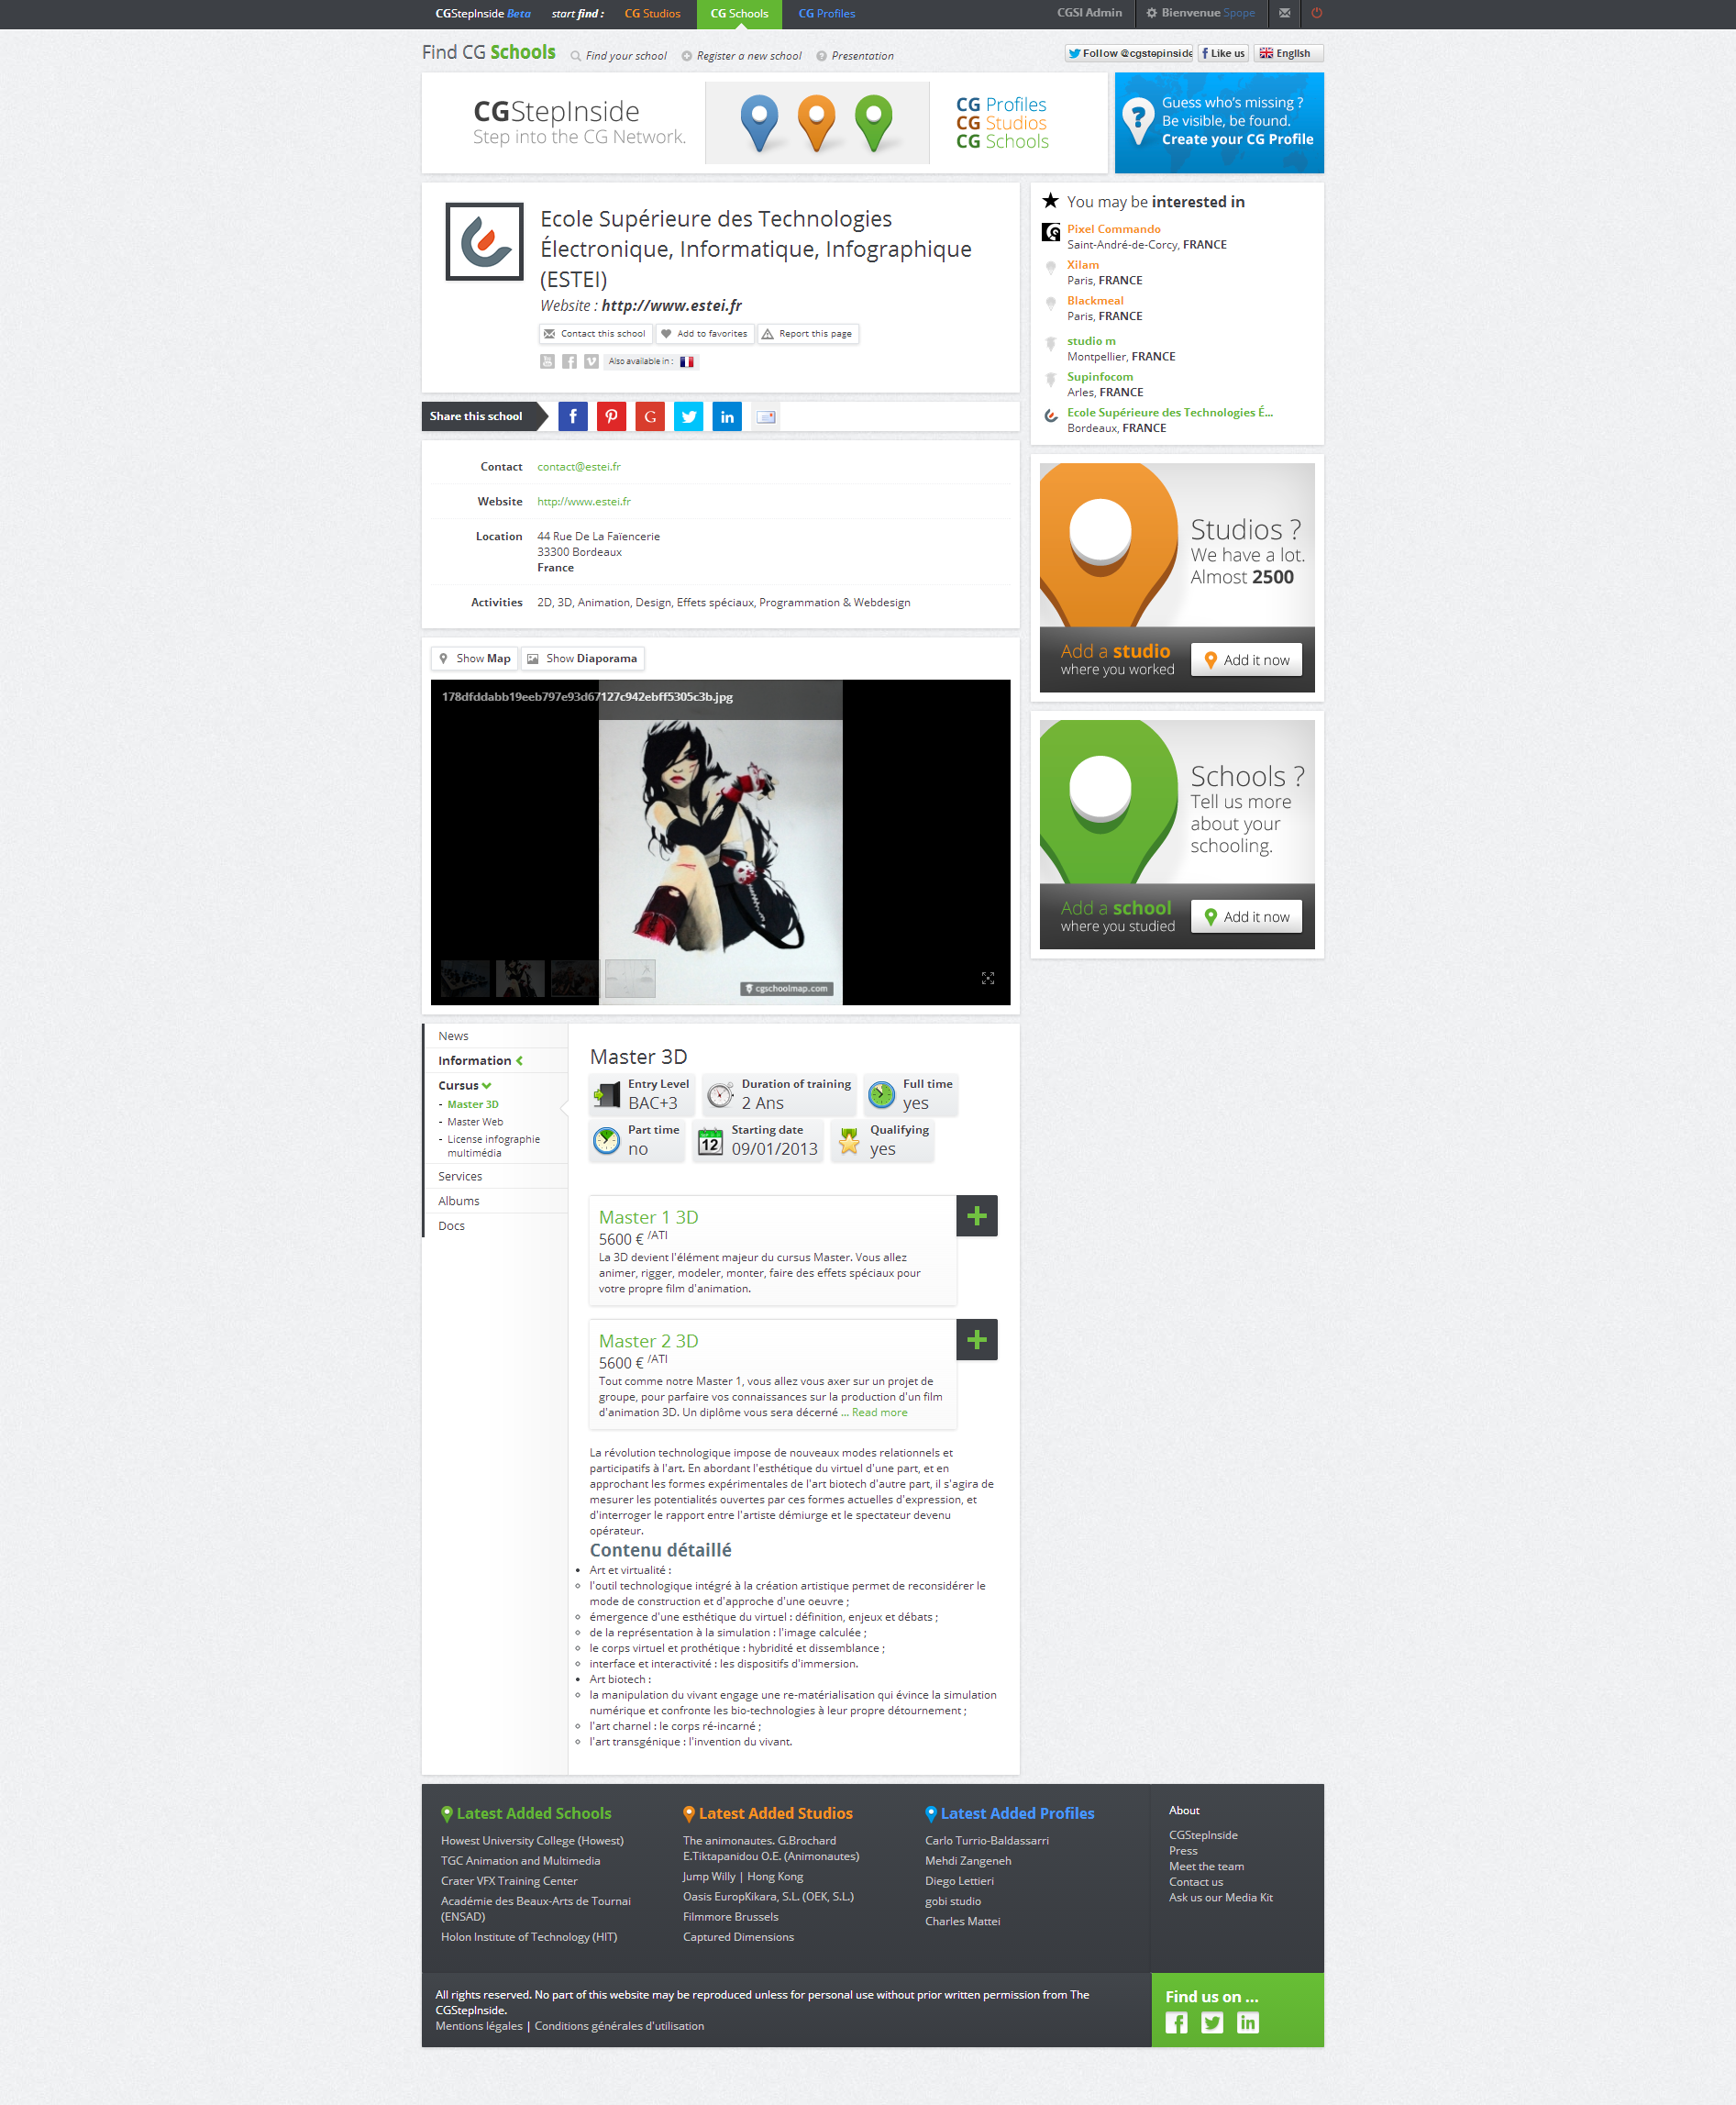 CGStepInside Beta start find : CG Studios CG Schools CG Profiles CGSI Admin Bienvenue Spope
Find CG Schools Find your school Register a new school Presentation Follow @cgstepinside Like us English
CGStepInside
Step into the CG Network.
CG Profiles
CG Studios
CG Schools
Guess who's missing ?
Be visible, be found.
Create your CG Profile
Ecole Supérieure des Technologies
Électronique, Informatique, Infographique
(ESTEI)
Website : http://www.estei.fr
Contact this school Add to favorites Report this page
Also available in :
Share this school
Contact contact@estei.fr
Website http://www.estei.fr
Location 44 Rue De La Faïencerie
33300 Bordeaux
France
Activities 2D, 3D, Animation, Design, Effets spéciaux, Programmation & Webdesign
Show Map Show Diaporama
178dfddabb19eeb797e93d67127c942ebff5305c3b.jpg
cgschoolmap.com
You may be interested in
Pixel Commando
Saint-André-de-Corcy, FRANCE
Xilam
Paris, FRANCE
Blackmeal
Paris, FRANCE
studio m
Montpellier, FRANCE
Supinfocom
Arles, FRANCE
Ecole Supérieure des Technologies É...
Bordeaux, FRANCE
Studios ?
We have a lot.
Almost 2500
Add a studio
where you worked
Add it now
Schools ?
Tell us more
about your
schooling.
Add a school
where you studied
Add it now
News
Information
Cursus
- Master 3D
- Master Web
- License infographie
multimédia
Services
Albums
Docs
Master 3D
Entry Level Duration of training Full time
BAC+3 2 Ans yes
Part time Starting date Qualifying
no 12 09/01/2013 yes
Master 1 3D
5600 € /ATI
La 3D devient l'élément majeur du cursus Master. Vous allez
animer, rigger, modeler, monter, faire des effets spéciaux pour
votre propre film d'animation.
Master 2 3D
5600 € /ATI
Tout comme notre Master 1, vous allez vous axer sur un projet de
groupe, pour parfaire vos connaissances sur la production d'un film
d'animation 3D. Un diplôme vous sera décerné ... Read more
La révolution technologique impose de nouveaux modes relationnels et
participatifs à l'art. En abordant l'esthétique du virtuel d'une part, et en
approchant les formes expérimentales de l'art biotech d'autre part, il s'agira de
mesurer les potentialités ouvertes par ces formes actuelles d'expression, et
d'interroger le rapport entre l'artiste démiurge et le spectateur devenu
opérateur.
Contenu détaillé
Art et virtualité :
l'outil technologique intégré à la création artistique permet de reconsidérer le
mode de construction et d'approche d'une oeuvre ;
émergence d'une esthétique du virtuel : définition, enjeux et débats ;
de la représentation à la simulation : l'image calculée ;
le corps virtuel et prothétique : hybridité et dissemblance ;
interface et interactivité : les dispositifs d'immersion.
Art biotech :
la manipulation du vivant engage une re-matérialisation qui évince la simulation
numérique et confronte les bio-technologies à leur propre détournement ;
l'art charnel : le corps ré-incarné ;
l'art transgénique : l'invention du vivant.
Latest Added Schools
Howest University College (Howest)
TGC Animation and Multimedia
Crater VFX Training Center
Académie des Beaux-Arts de Tournai
(ENSAD)
Holon Institute of Technology (HIT)
Latest Added Studios
The animonautes. G.Brochard
E.Tiktapanidou O.E. (Animonautes)
Jump Willy | Hong Kong
Oasis EuropKikara, S.L. (OEK, S.L.)
Filmmore Brussels
Captured Dimensions
Latest Added Profiles
Carlo Turrio-Baldassarri
Mehdi Zangeneh
Diego Lettieri
gobi studio
Charles Mattei
About
CGStepInside
Press
Meet the team
Contact us
Ask us our Media Kit
All rights reserved. No part of this website may be reproduced unless for personal use without prior written permission from The
CGStepInside.
Mentions légales | Conditions générales d'utilisation
Find us on ...